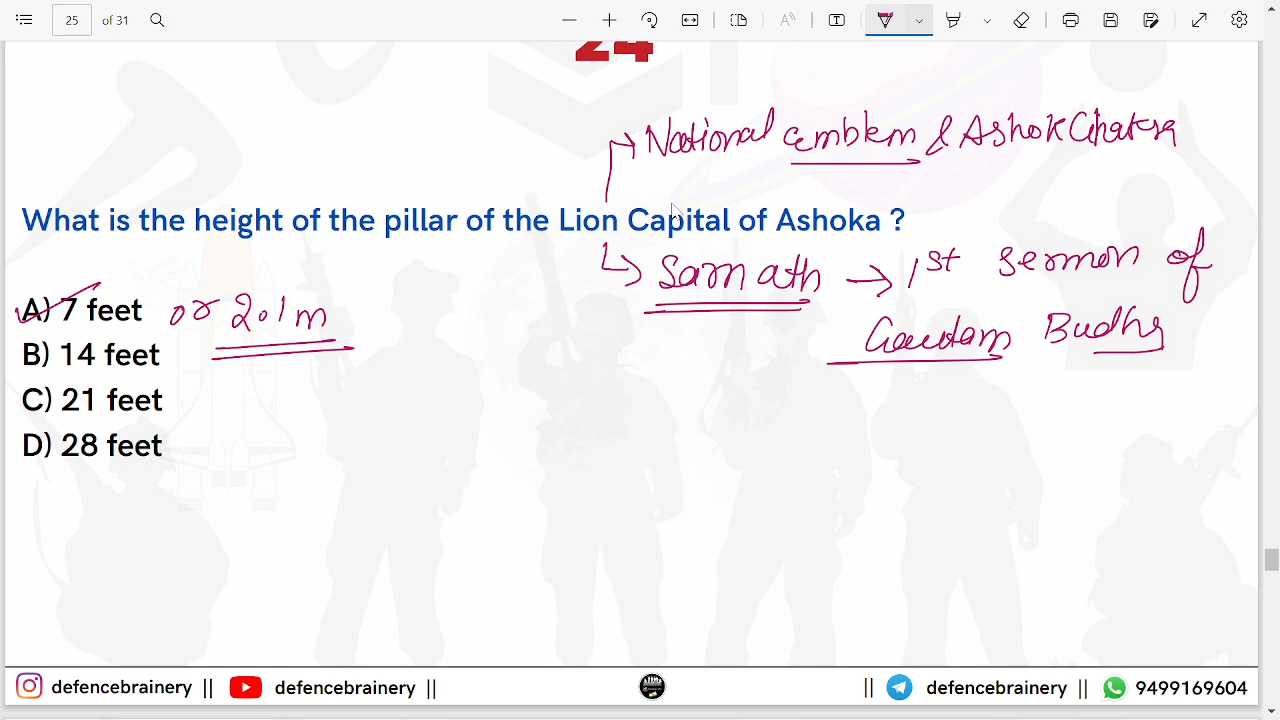 25 of 31
24
National emblem & Ashok Chakra
What is the height of the pillar of the Lion Capital of Ashoka ?
Sarnath → 1st sermon of
Gautam Budha
A) 7 feet or 2.1 m
B) 14 feet
C) 21 feet
D) 28 feet
defencebrainery || defencebrainery || || defencebrainery || 9499169604